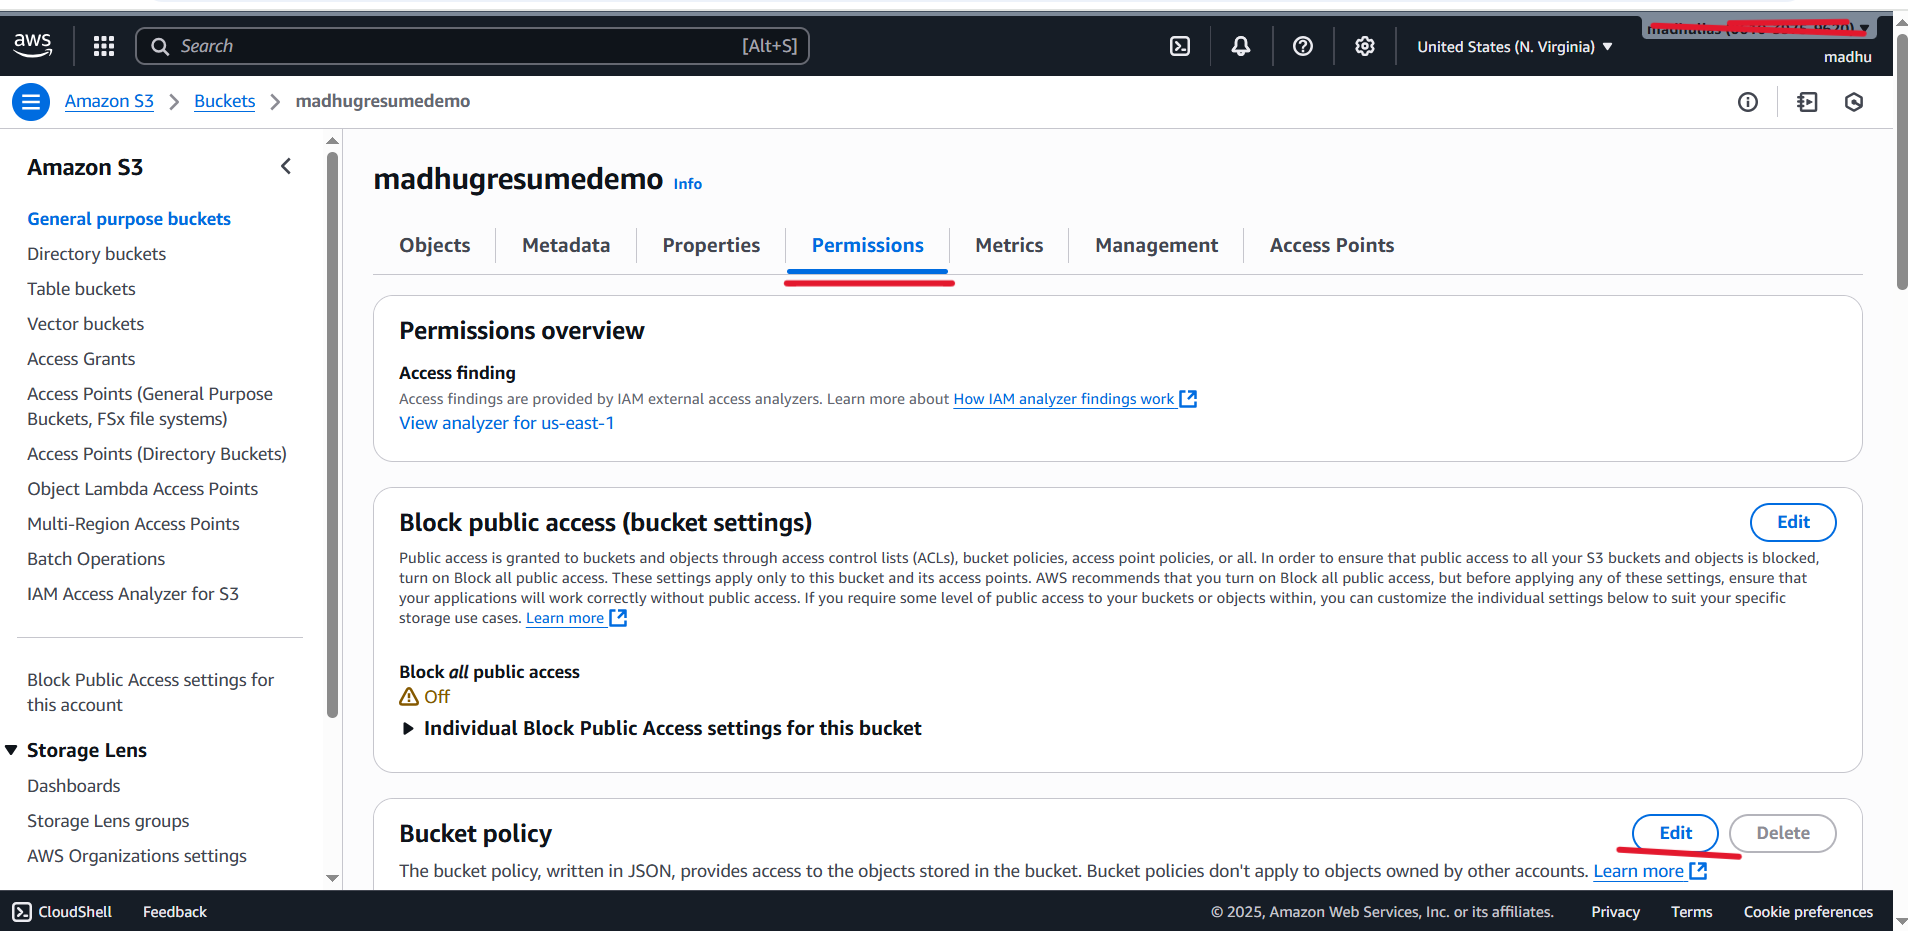 aws
Search
[Alt+S]
United States (N. Virginia)
madhu
Amazon S3
Buckets
madhugresumedemo
Amazon S3
General purpose buckets
Directory buckets
Table buckets
Vector buckets
Access Grants
Access Points (General Purpose
Buckets, FSx file systems)
Access Points (Directory Buckets)
Object Lambda Access Points
Multi-Region Access Points
Batch Operations
IAM Access Analyzer for S3
Block Public Access settings for
this account
Storage Lens
Dashboards
Storage Lens groups
AWS Organizations settings
madhugresumedemo Info
Objects
Metadata
Properties
Permissions
Metrics
Management
Access Points
Permissions overview
Access finding
Access findings are provided by IAM external access analyzers. Learn more about How IAM analyzer findings work
View analyzer for us-east-1
Block public access (bucket settings)
Edit
Public access is granted to buckets and objects through access control lists (ACLs), bucket policies, access point policies, or all. In order to ensure that public access to all your S3 buckets and objects is blocked,
turn on Block all public access. These settings apply only to this bucket and its access points. AWS recommends that you turn on Block all public access, but before applying any of these settings, ensure that
your applications will work correctly without public access. If you require some level of public access to your buckets or objects within, you can customize the individual settings below to suit your specific
storage use cases. Learn more
Block all public access
Off
Individual Block Public Access settings for this bucket
Bucket policy
Edit
Delete
The bucket policy, written in JSON, provides access to the objects stored in the bucket. Bucket policies don't apply to objects owned by other accounts. Learn more
CloudShell
Feedback
© 2025, Amazon Web Services, Inc. or its affiliates.
Privacy
Terms
Cookie preferences